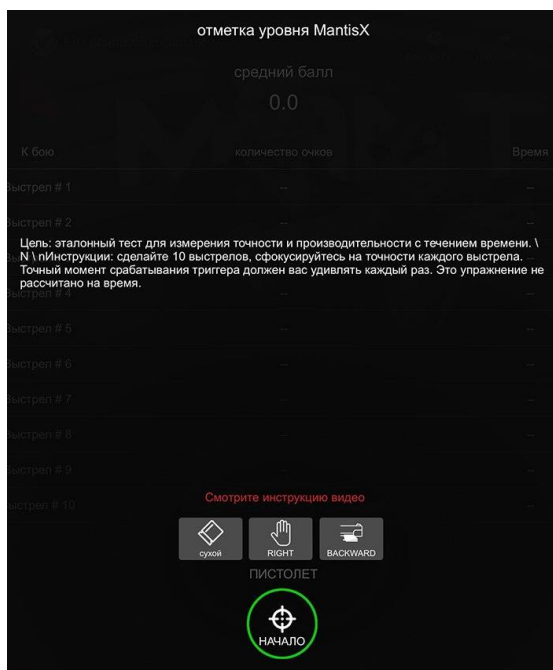 отметка уровня MantisX
средний балл
0.0
К бою количество очков Время
Выстрел # 1 -- --
Выстрел # 2 -- --
Цель: эталонный тест для измерения точности и производительности с течением времени. \
N \ nИнструкции: сделайте 10 выстрелов, сфокусируйтесь на точности каждого выстрела.
Точный момент срабатывания триггера должен вас удивлять каждый раз. Это упражнение не
рассчитано на время.
Выстрел # 4 -- --
Выстрел # 5 -- --
Выстрел # 6 -- --
Выстрел # 7 -- --
Выстрел # 8 -- --
Выстрел # 9 -- --
Выстрел # 10 -- --
Смотрите инструкцию видео
сухой RIGHT BACKWARD
ПИСТОЛЕТ
НАЧАЛО